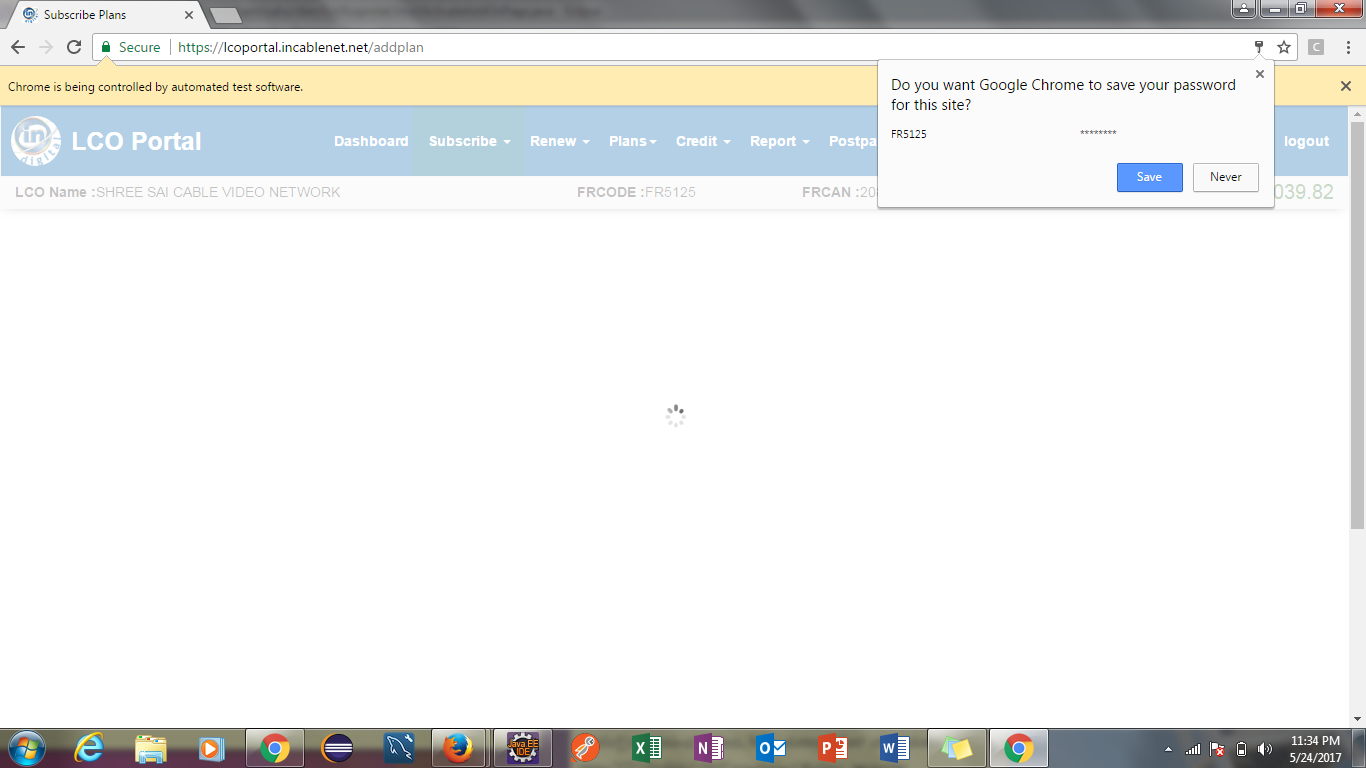 Subscribe Plans
Secure https://lcoportal.incablenet.net/addplan
Chrome is being controlled by automated test software.
Do you want Google Chrome to save your password
for this site?
FR5125 ********
Save Never
in digital LCO Portal Dashboard Subscribe Renew Plans Credit Report Postpa logout
LCO Name :SHREE SAI CABLE VIDEO NETWORK FRCODE :FR5125 FRCAN :20 039.82
Java EE IDE
11:34 PM
5/24/2017